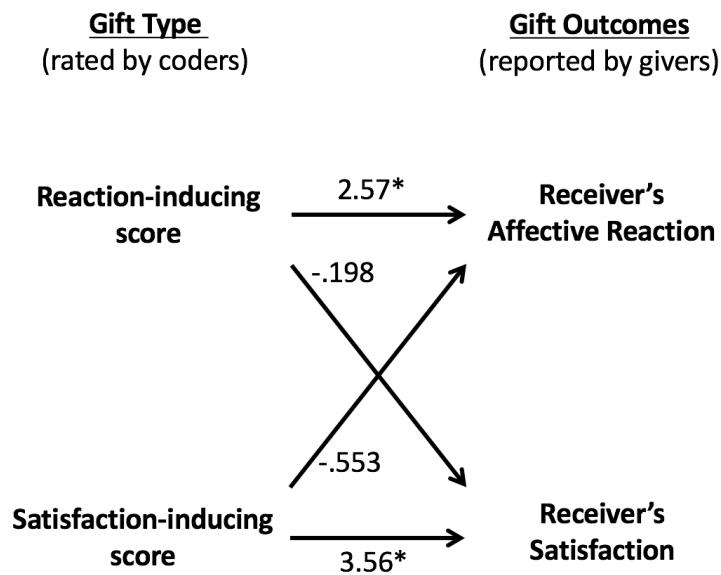 Gift Type
(rated by coders)
Gift Outcomes
(reported by givers)
Reaction-inducing
score
2.57*
Receiver's
Affective Reaction
-.198
-.553
Satisfaction-inducing
score
3.56*
Receiver's
Satisfaction